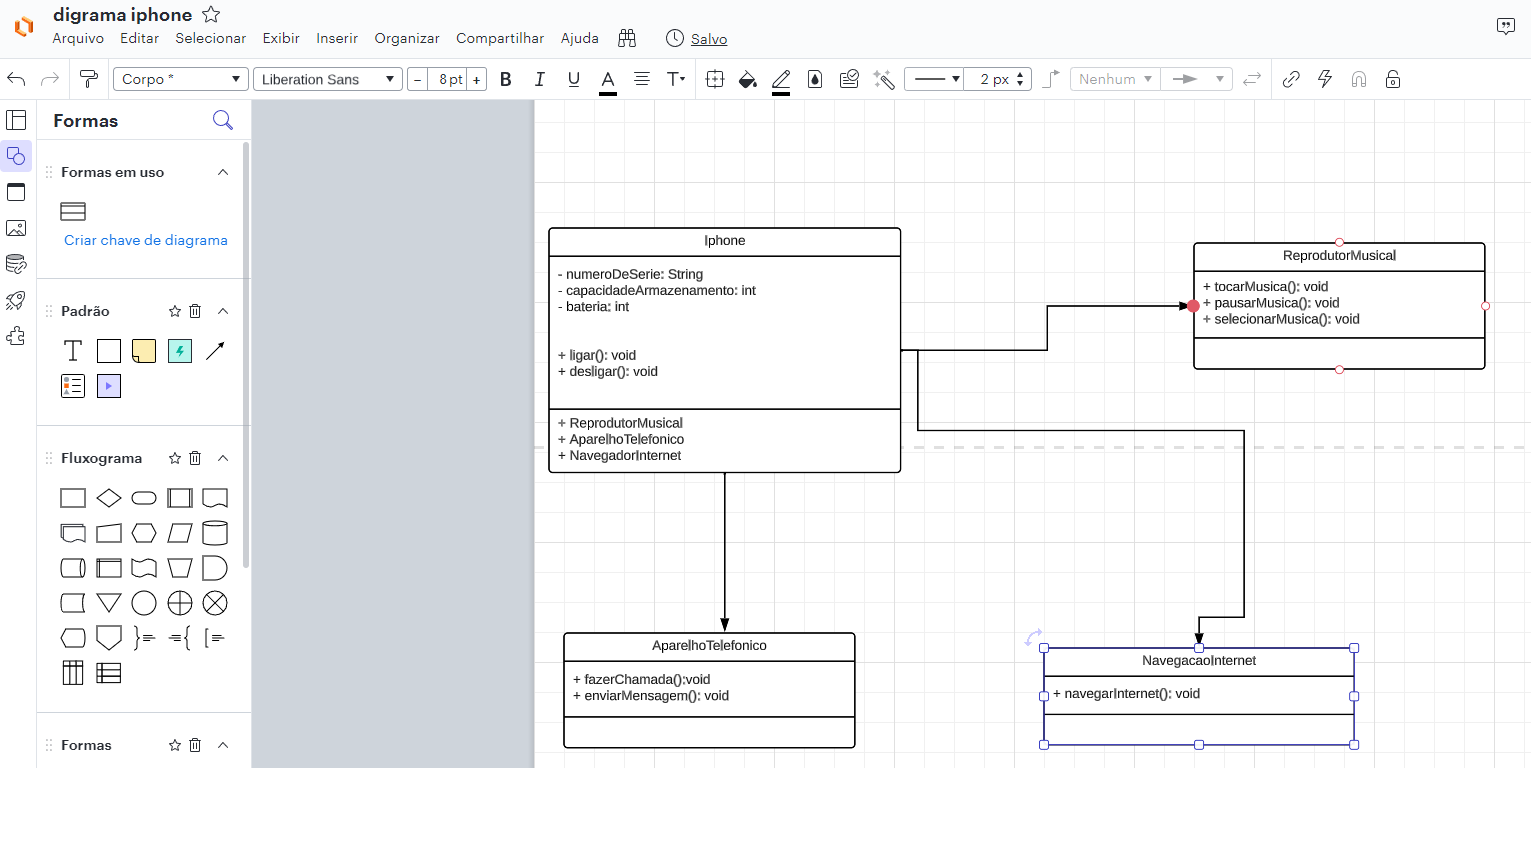 digrama iphone
Arquivo Editar Selecionar Exibir Inserir Organizar Compartilhar Ajuda Salvo
Corpo * Liberation Sans − 8 pt + B I U A T 2 px Nenhum
Formas
Formas em uso
Criar chave de diagrama
Padrão
T
Fluxograma
Formas
Iphone
- numeroDeSerie: String
- capacidadeArmazenamento: int
- bateria: int
+ ligar(): void
+ desligar(): void
+ ReprodutorMusical
+ AparelhoTelefonico
+ NavegadorInternet
ReprodutorMusical
+ tocarMusica(): void
+ pausarMusica(): void
+ selecionarMusica(): void
AparelhoTelefonico
+ fazerChamada():void
+ enviarMensagem(): void
NavegacaoInternet
+ navegarInternet(): void